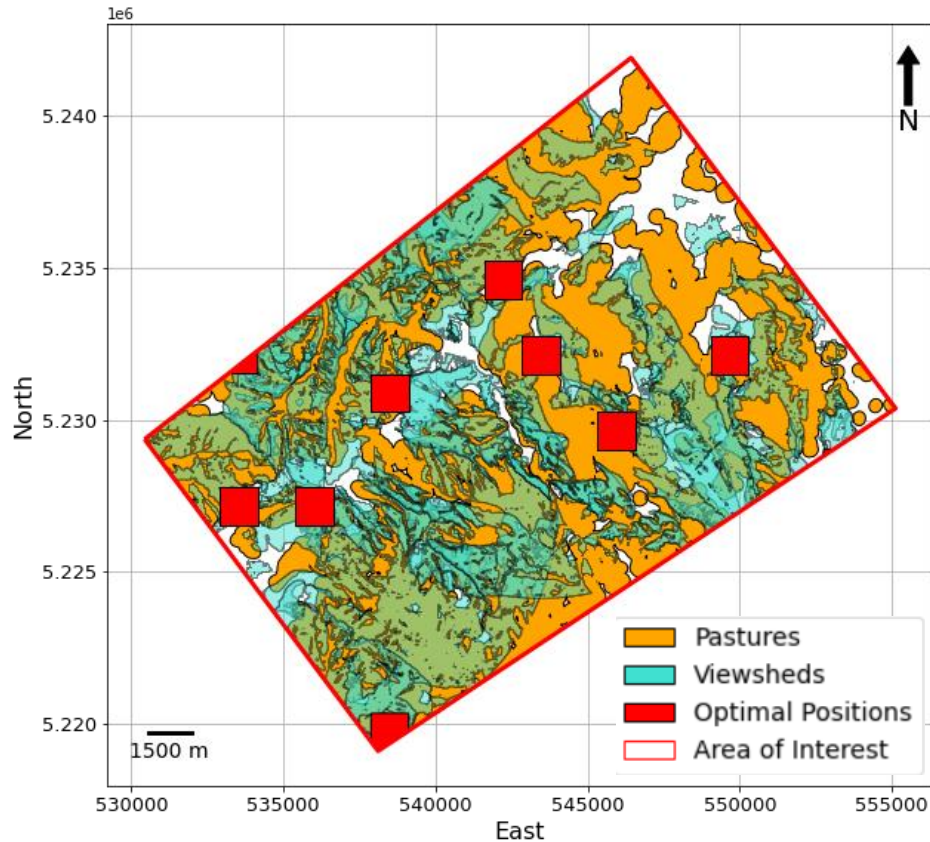 1e6
N
5.240
5.235
5.230
5.225
5.220
North
1500 m
Pastures
Viewsheds
Optimal Positions
Area of Interest
530000 535000 540000 545000 550000 555000
East